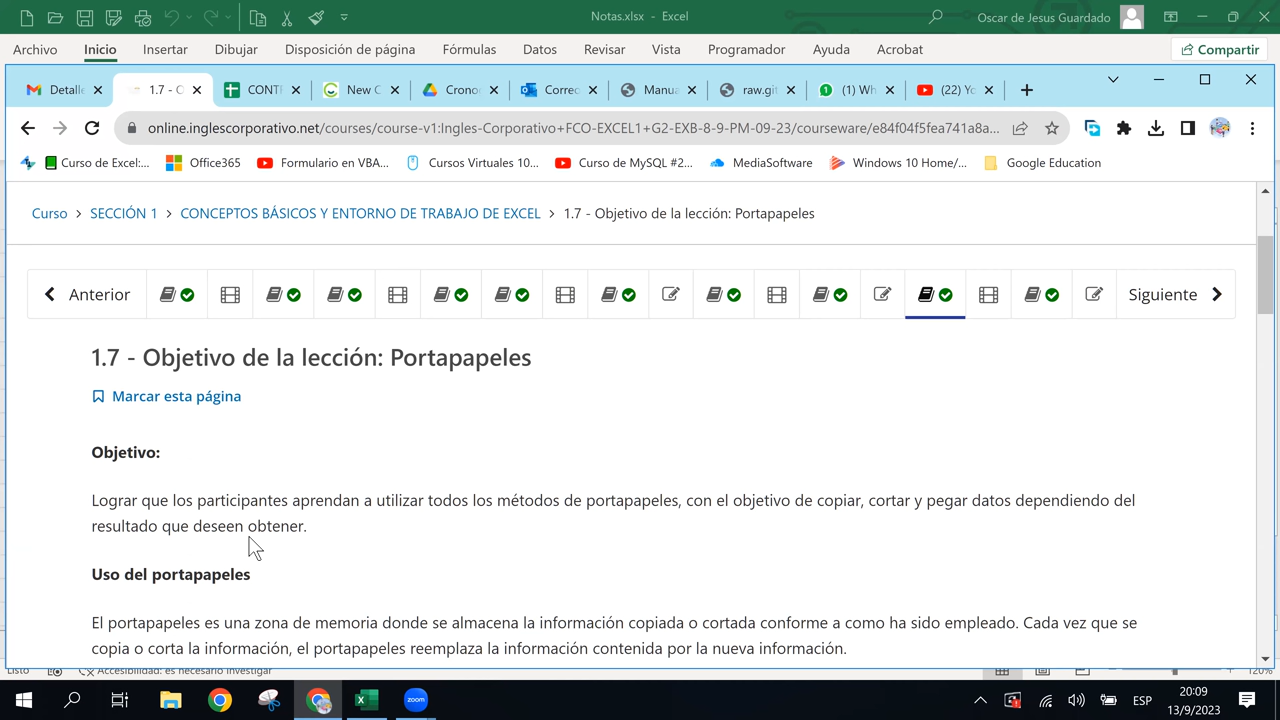 Notas.xlsx - Excel
Oscar de Jesus Guardado
Archivo Inicio Insertar Dibujar Disposición de página Fórmulas Datos Revisar Vista Programador Ayuda Acrobat Compartir
Detalle 1.7 - O CONTI New C Crono Correo Manua raw.git (1) Wh (22) Yo
online.inglescorporativo.net/courses/course-v1:Ingles-Corporativo+FCO-EXCEL1+G2-EXB-8-9-PM-09-23/courseware/e84f04f5fea741a8a...
Curso de Excel:... Office365 Formulario en VBA... Cursos Virtuales 10... Curso de MySQL #2... MediaSoftware Windows 10 Home/... Google Education
Curso > SECCIÓN 1 > CONCEPTOS BÁSICOS Y ENTORNO DE TRABAJO DE EXCEL > 1.7 - Objetivo de la lección: Portapapeles
Anterior Siguiente
1.7 - Objetivo de la lección: Portapapeles
Marcar esta página
Objetivo:
Lograr que los participantes aprendan a utilizar todos los métodos de portapapeles, con el objetivo de copiar, cortar y pegar datos dependiendo del
resultado que deseen obtener.
Uso del portapapeles
El portapapeles es una zona de memoria donde se almacena la información copiada o cortada conforme a como ha sido empleado. Cada vez que se
copia o corta la información, el portapapeles reemplaza la información contenida por la nueva información.
Listo Accesibilidad: es necesario investigar 120%
zoom ESP 20:09
13/9/2023